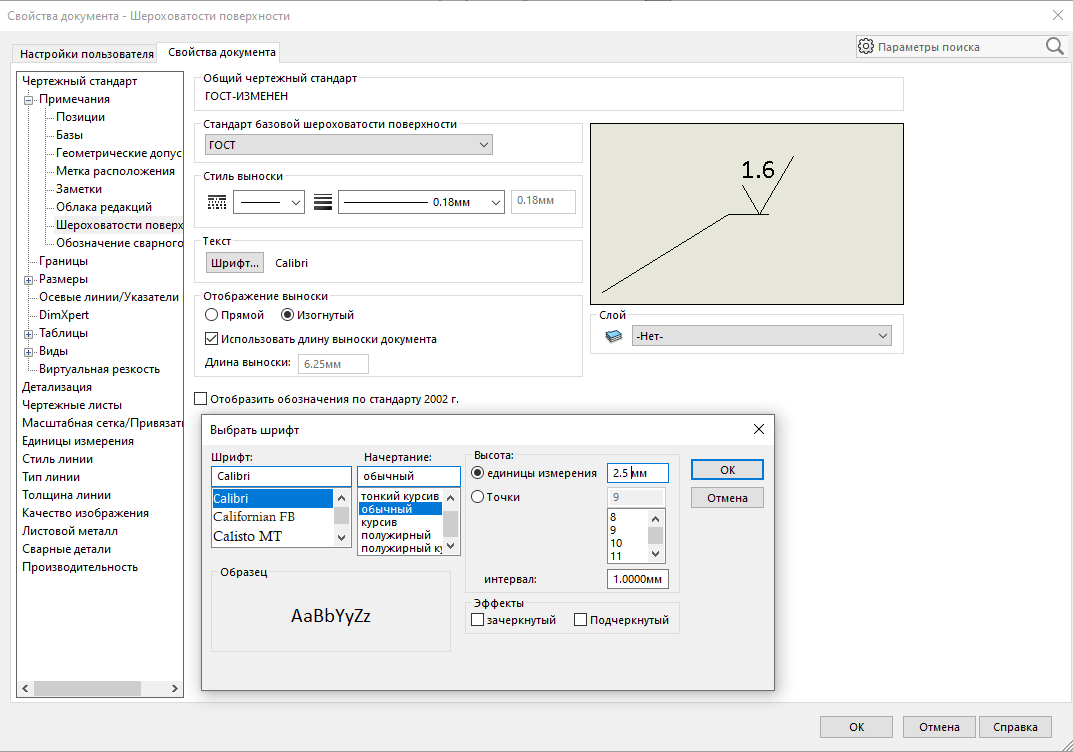 Свойства документа - Шероховатости поверхности
Настройки пользователя
Свойства документа
Параметры поиска
Чертежный стандарт
Примечания
Позиции
Базы
Геометрические допус
Метка расположения
Заметки
Облака редакций
Шероховатости поверх
Обозначение сварного
Границы
Размеры
Осевые линии/Указатели
DimXpert
Таблицы
Виды
Виртуальная резкость
Детализация
Чертежные листы
Масштабная сетка/Привязать
Единицы измерения
Стиль линии
Тип линии
Толщина линии
Качество изображения
Листовой металл
Сварные детали
Производительность
Общий чертежный стандарт
ГОСТ-ИЗМЕНЕН
Стандарт базовой шероховатости поверхности
ГОСТ
Стиль выноски
0.18мм
0.18мм
Текст
Шрифт...
Calibri
Отображение выноски
Прямой
Изогнутый
Использовать длину выноски документа
Длина выноски:
6.25мм
1.6
Слой
-Нет-
Отобразить обозначения по стандарту 2002 г.
Выбрать шрифт
Шрифт:
Calibri
Calibri
Californian FB
Calisto MT
Начертание:
обычный
тонкий курсив
обычный
курсив
полужирный
полужирный ку
Высота:
единицы измерения
2.5 мм
Точки
9
8
9
10
11
интервал:
1.0000мм
OK
Отмена
Образец
AaBbYyZz
Эффекты
зачеркнутый
Подчеркнутый
OK
Отмена
Справка